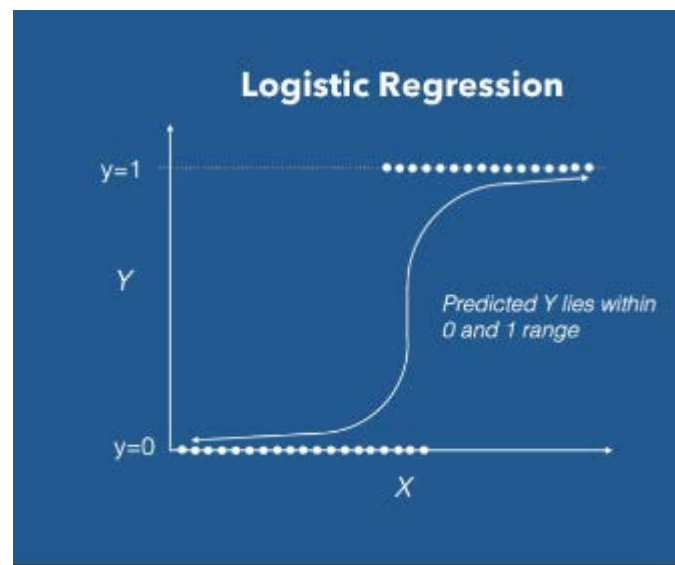 Logistic Regression
y=1
Y
Predicted Y lies within
0 and 1 range
y=0
X